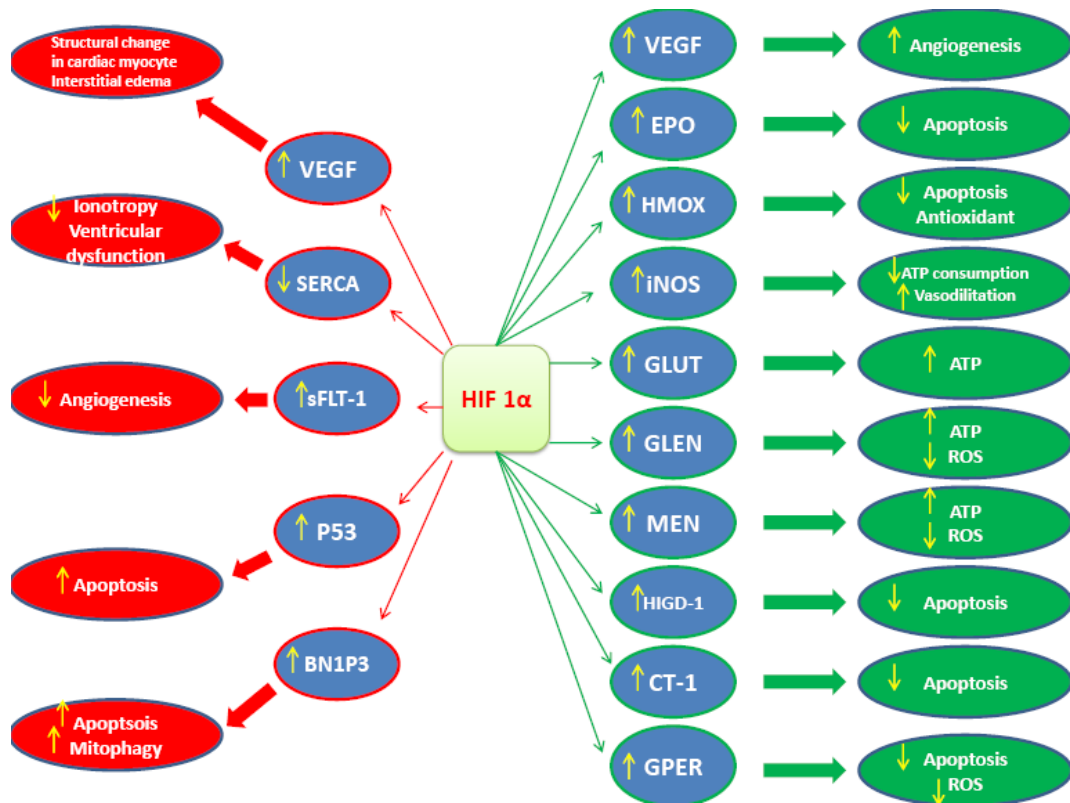 Structural change
in cardiac myocyte
Interstitial edema
↑ VEGF
↓ Ionotropy
Ventricular
dysfunction
↓ SERCA
↓ Angiogenesis
↑ sFLT-1
↑ Apoptosis
↑ P53
↑ Apoptsois
↑ Mitophagy
↑ BN1P3
HIF 1α
↑ VEGF
↑ Angiogenesis
↑ EPO
↓ Apoptosis
↑ HMOX
↓ Apoptosis
Antioxidant
↑ iNOS
↓ ATP consumption
↑ Vasodilitation
↑ GLUT
↑ ATP
↑ GLEN
↑ ATP
↓ ROS
↑ MEN
↑ ATP
↓ ROS
↑ HIGD-1
↓ Apoptosis
↑ CT-1
↓ Apoptosis
↑ GPER
↓ Apoptosis
↓ ROS